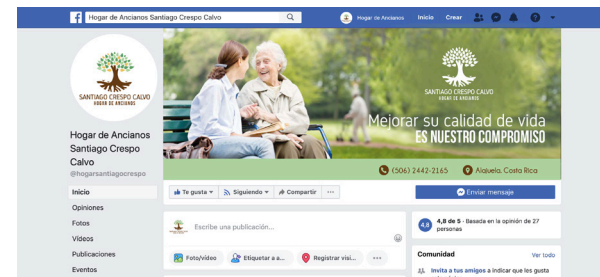 Hogar de Ancianos Santiago Crespo Calvo
Hogar de Ancianos
Inicio
Crear
SANTIAGO CRESPO CALVO
HOGAR DE ANCIANOS
Hogar de Ancianos
Santiago Crespo
Calvo
@hogarsantiagocrespo
Inicio
Opiniones
Fotos
Videos
Publicaciones
Eventos
SANTIAGO CRESPO CALVO
HOGAR DE ANCIANOS
Mejorar su calidad de vida
ES NUESTRO COMPROMISO
(506) 2442-2165
Alajuela, Costa Rica
Te gusta
Siguiendo
Compartir
Enviar mensaje
Escribe una publicación...
Foto/video
Etiquetar a a...
Registrar visi...
4,8
4,8 de 5 · Basada en la opinión de 27
personas
Comunidad
Ver todo
Invita a tus amigos a indicar que les gusta